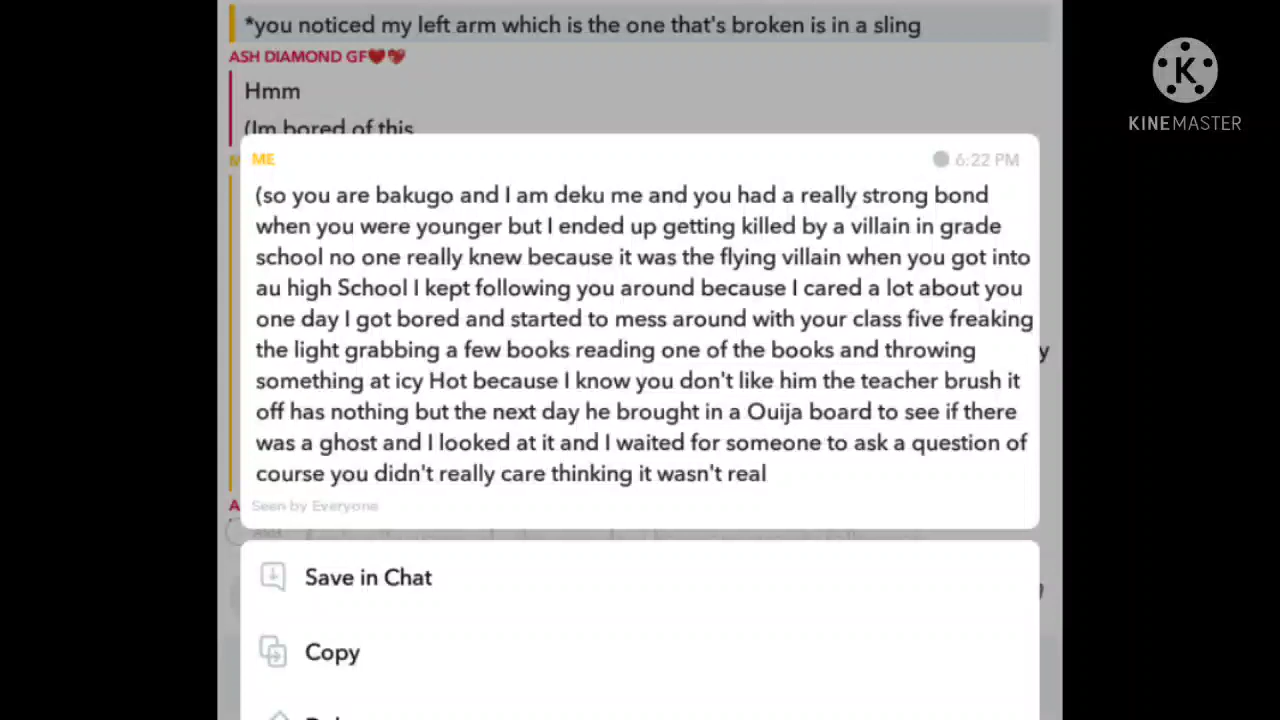 *you noticed my left arm which is the one that's broken is in a sling
ASH DIAMOND GF❤💖
Hmm
(Im bored of this
ME 6:22 PM
(so you are bakugo and I am deku me and you had a really strong bond
when you were younger but I ended up getting killed by a villain in grade
school no one really knew because it was the flying villain when you got into
au high School I kept following you around because I cared a lot about you
one day I got bored and started to mess around with your class five freaking
the light grabbing a few books reading one of the books and throwing
something at icy Hot because I know you don't like him the teacher brush it
off has nothing but the next day he brought in a Ouija board to see if there
was a ghost and I looked at it and I waited for someone to ask a question of
course you didn't really care thinking it wasn't real
Seen by Everyone
Save in Chat
Copy
K
KINEMASTER